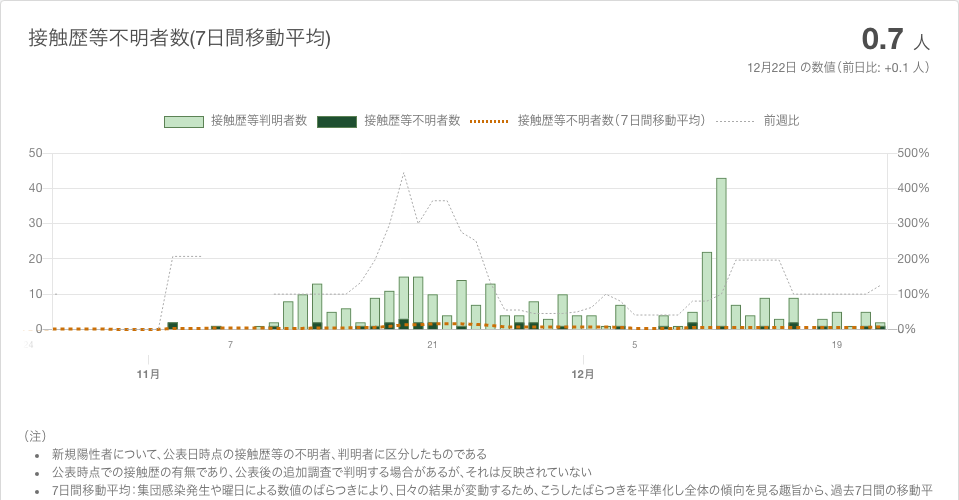 接触歴等不明者数(7日間移動平均)
0.7 人
12月22日 の数値（前日比: +0.1 人）
接触歴等判明者数 接触歴等不明者数 接触歴等不明者数（7日間移動平均） 前週比
50 500%
40 400%
30 300%
20 200%
10 100%
0 0%
4 7 21 5 19
11月 12月
（注）
• 新規陽性者について、公表日時点の接触歴等の不明者、判明者に区分したものである
• 公表時点での接触歴の有無であり、公表後の追加調査で判明する場合があるが、それは反映されていない
• 7日間移動平均：集団感染発生や曜日による数値のばらつきにより、日々の結果が変動するため、こうしたばらつきを平準化し全体の傾向を見る趣旨から、過去7日間の移動平